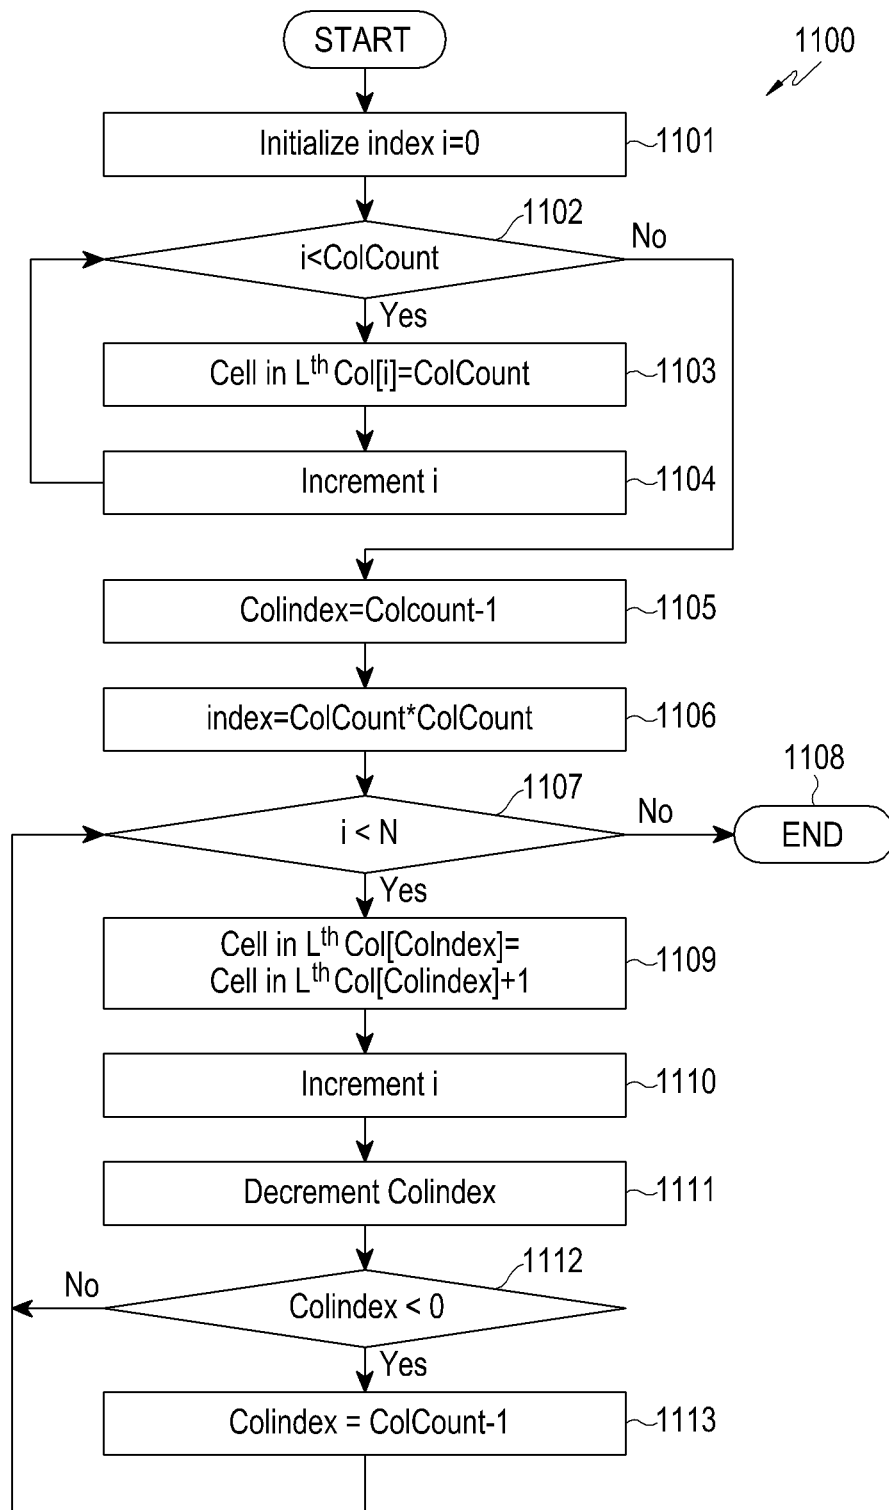 START
1100
Initialize index i=0
1101
1102
i<ColCount
No
Yes
Cell in Lth Col[i]=ColCount
1103
Increment i
1104
Colindex=Colcount-1
1105
index=ColCount*ColCount
1106
1107
i < N
No
1108
END
Yes
Cell in Lth Col[ColIndex]=
Cell in Lth Col[Colindex]+1
1109
Increment i
1110
Decrement Colindex
1111
1112
No
Colindex < 0
Yes
Colindex = ColCount-1
1113